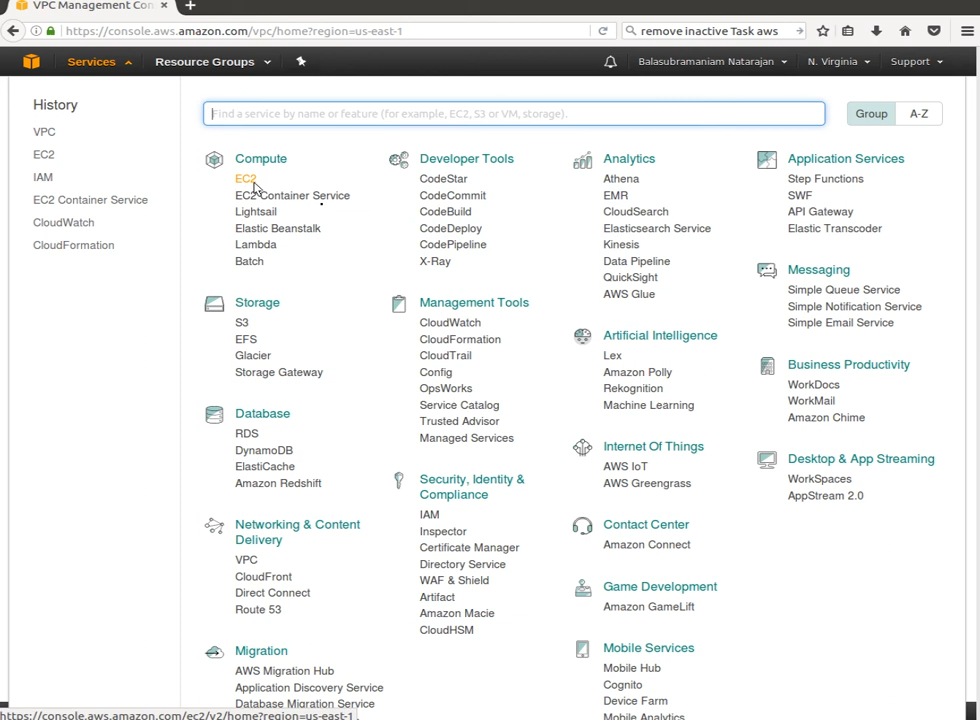 VPC Management Con
https://console.aws.amazon.com/vpc/home?region=us-east-1
remove inactive Task aws
Services
Resource Groups
Balasubramaniam Natarajan
N. Virginia
Support
History
VPC
EC2
IAM
EC2 Container Service
CloudWatch
CloudFormation
Find a service by name or feature (for example, EC2, S3 or VM, storage).
Group
A-Z
Compute
EC2
EC2 Container Service
Lightsail
Elastic Beanstalk
Lambda
Batch
Storage
S3
EFS
Glacier
Storage Gateway
Database
RDS
DynamoDB
ElastiCache
Amazon Redshift
Networking & Content
Delivery
VPC
CloudFront
Direct Connect
Route 53
Migration
AWS Migration Hub
Application Discovery Service
Database Migration Service
Developer Tools
CodeStar
CodeCommit
CodeBuild
CodeDeploy
CodePipeline
X-Ray
Management Tools
CloudWatch
CloudFormation
CloudTrail
Config
OpsWorks
Service Catalog
Trusted Advisor
Managed Services
Security, Identity &
Compliance
IAM
Inspector
Certificate Manager
Directory Service
WAF & Shield
Artifact
Amazon Macie
CloudHSM
Analytics
Athena
EMR
CloudSearch
Elasticsearch Service
Kinesis
Data Pipeline
QuickSight
AWS Glue
Artificial Intelligence
Lex
Amazon Polly
Rekognition
Machine Learning
Internet Of Things
AWS IoT
AWS Greengrass
Contact Center
Amazon Connect
Game Development
Amazon GameLift
Mobile Services
Mobile Hub
Cognito
Device Farm
Mobile Analytics
Application Services
Step Functions
SWF
API Gateway
Elastic Transcoder
Messaging
Simple Queue Service
Simple Notification Service
Simple Email Service
Business Productivity
WorkDocs
WorkMail
Amazon Chime
Desktop & App Streaming
WorkSpaces
AppStream 2.0
https://console.aws.amazon.com/ec2/v2/home?region=us-east-1